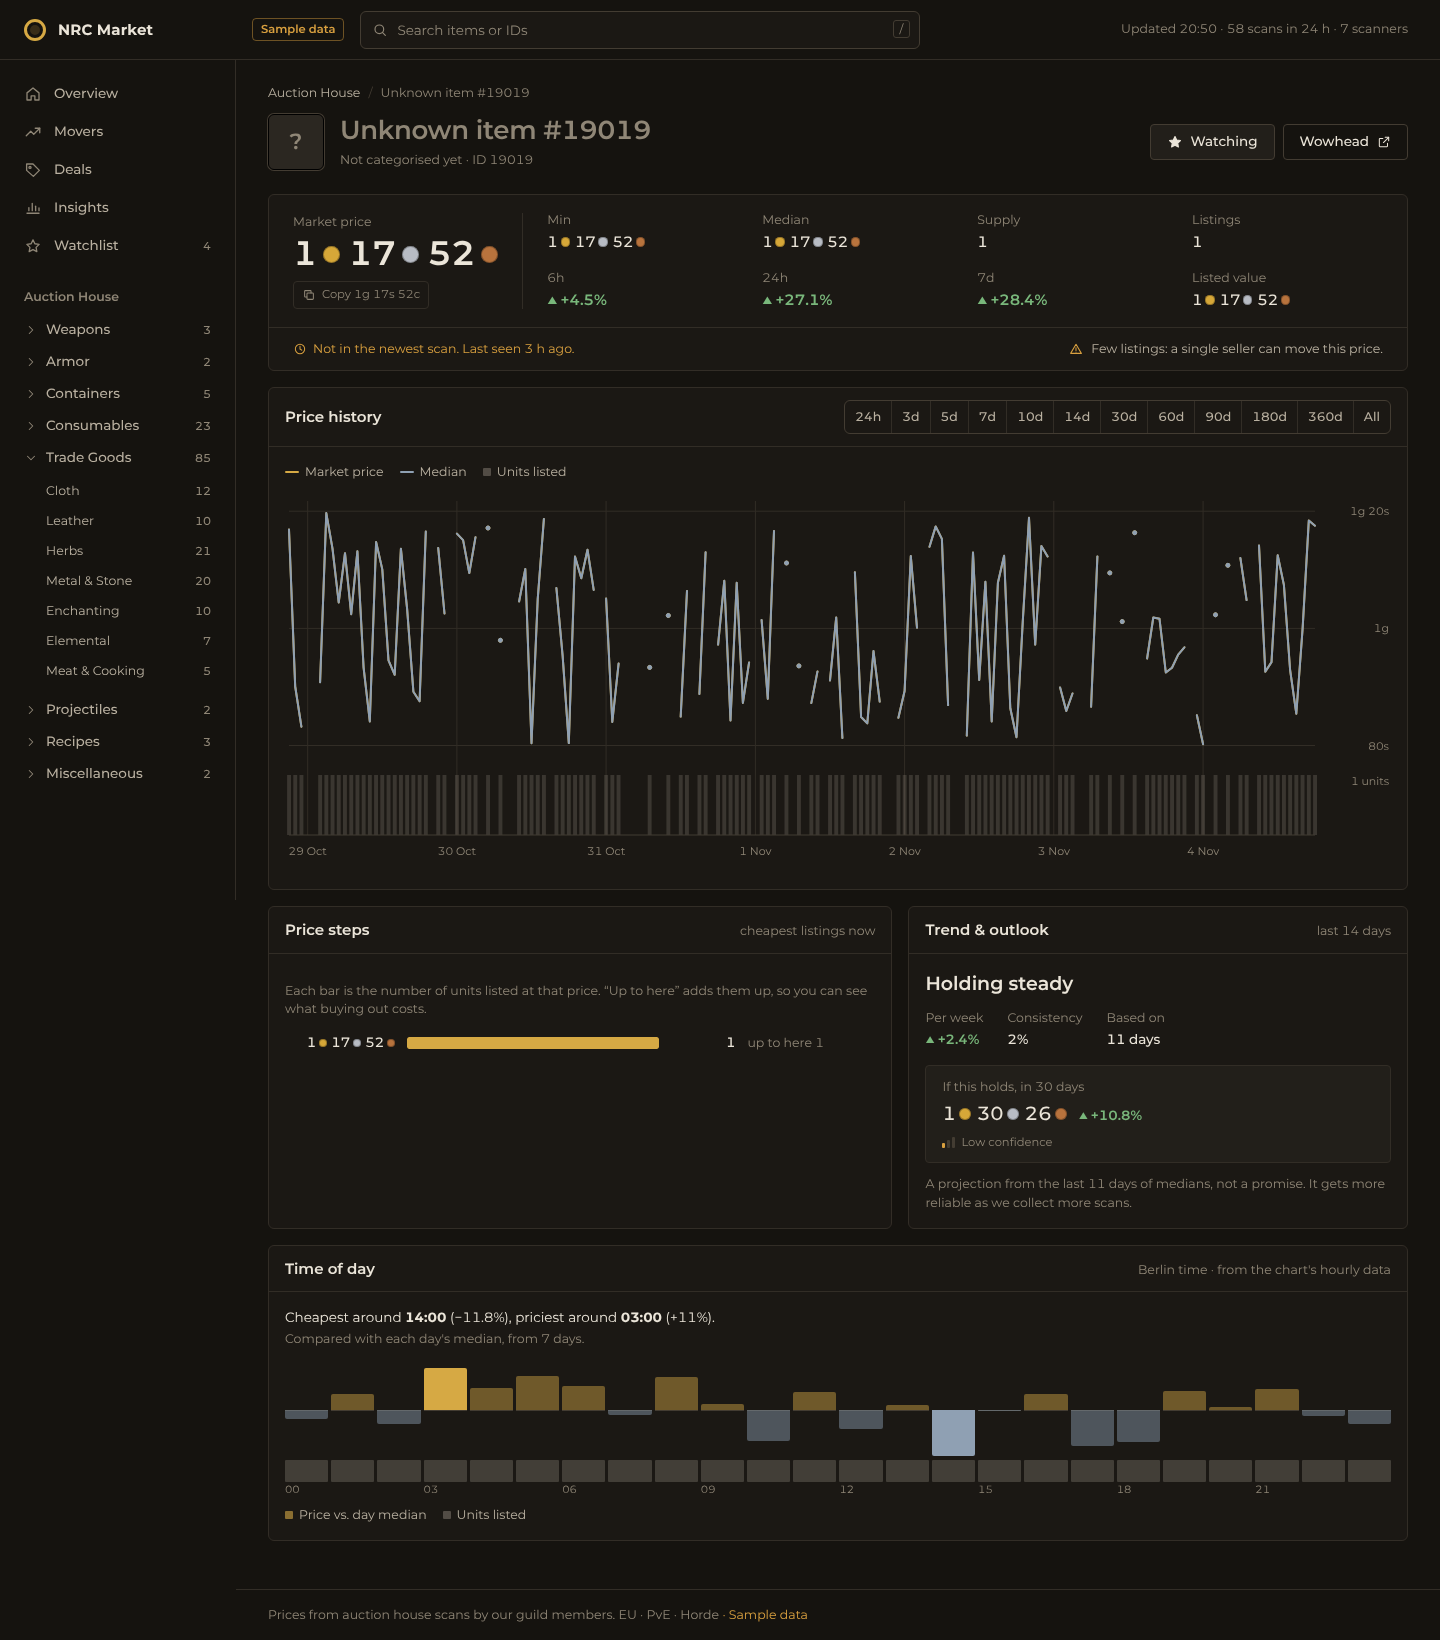 NRC Market
Sample data
Search items or IDs
/
Updated 20:50 · 58 scans in 24 h · 7 scanners
Overview
Movers
Deals
Insights
Watchlist 4
Auction House
Weapons 3
Armor 2
Containers 5
Consumables 23
Trade Goods 85
Cloth 12
Leather 10
Herbs 21
Metal & Stone 20
Enchanting 10
Elemental 7
Meat & Cooking 5
Projectiles 2
Recipes 3
Miscellaneous 2
Auction House / Unknown item #19019
?
Unknown item #19019
Not categorised yet · ID 19019
Watching
Wowhead
Market price
1 17 52
Copy 1g 17s 52c
Min
1 17 52
Median
1 17 52
Supply
1
Listings
1
6h
+4.5%
24h
+27.1%
7d
+28.4%
Listed value
1 17 52
Not in the newest scan. Last seen 3 h ago.
Few listings: a single seller can move this price.
Price history
24h 3d 5d 7d 10d 14d 30d 60d 90d 180d 360d All
Market price Median Units listed
1g 20s
1g
80s
1 units
29 Oct 30 Oct 31 Oct 1 Nov 2 Nov 3 Nov 4 Nov
Price steps
cheapest listings now
Each bar is the number of units listed at that price. “Up to here” adds them up, so you can see
what buying out costs.
1 17 52 1 up to here 1
Trend & outlook
last 14 days
Holding steady
Per week Consistency Based on
+2.4% 2% 11 days
If this holds, in 30 days
1 30 26 +10.8%
Low confidence
A projection from the last 11 days of medians, not a promise. It gets more
reliable as we collect more scans.
Time of day
Berlin time · from the chart's hourly data
Cheapest around 14:00 (−11.8%), priciest around 03:00 (+11%).
Compared with each day's median, from 7 days.
00 03 06 09 12 15 18 21
Price vs. day median Units listed
Prices from auction house scans by our guild members. EU · PvE · Horde · Sample data